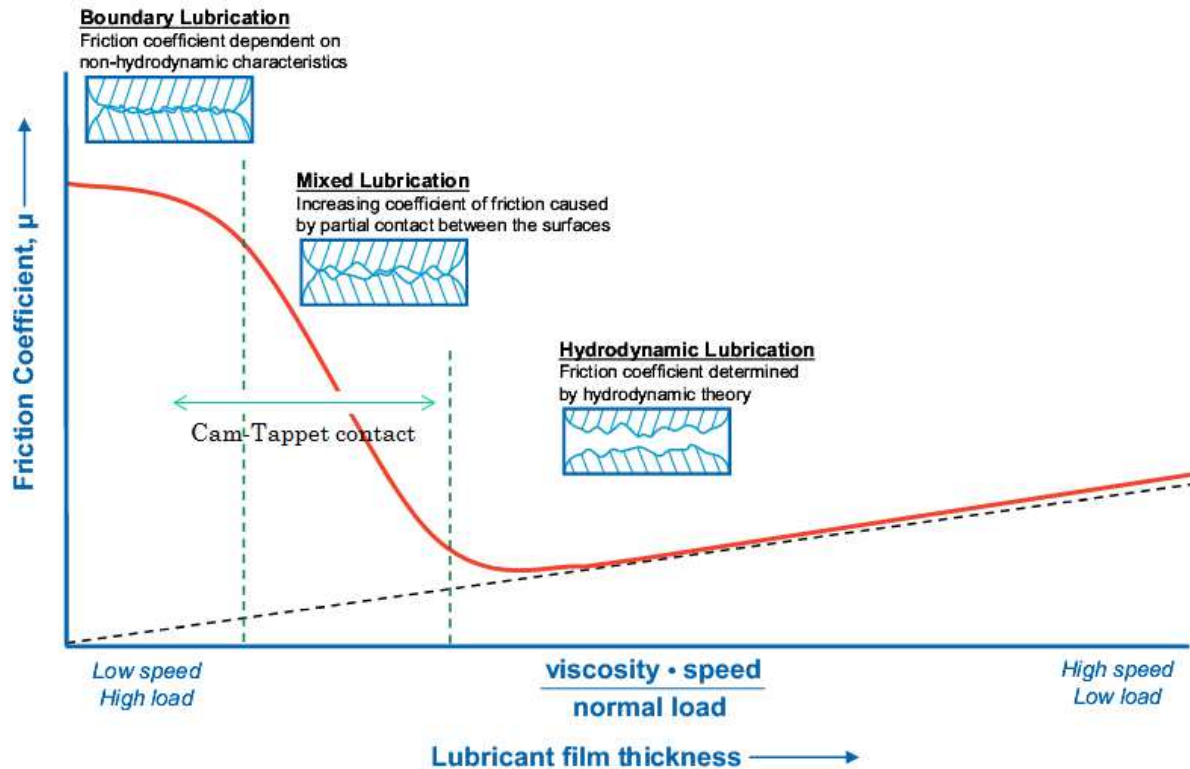 Boundary Lubrication
Friction coefficient dependent on
non-hydrodynamic characteristics
Mixed Lubrication
Increasing coefficient of friction caused
by partial contact between the surfaces
Hydrodynamic Lubrication
Friction coefficient determined
by hydrodynamic theory
Cam-Tappet contact
Friction Coefficient, μ
Low speed
High load
viscosity • speed
normal load
High speed
Low load
Lubricant film thickness